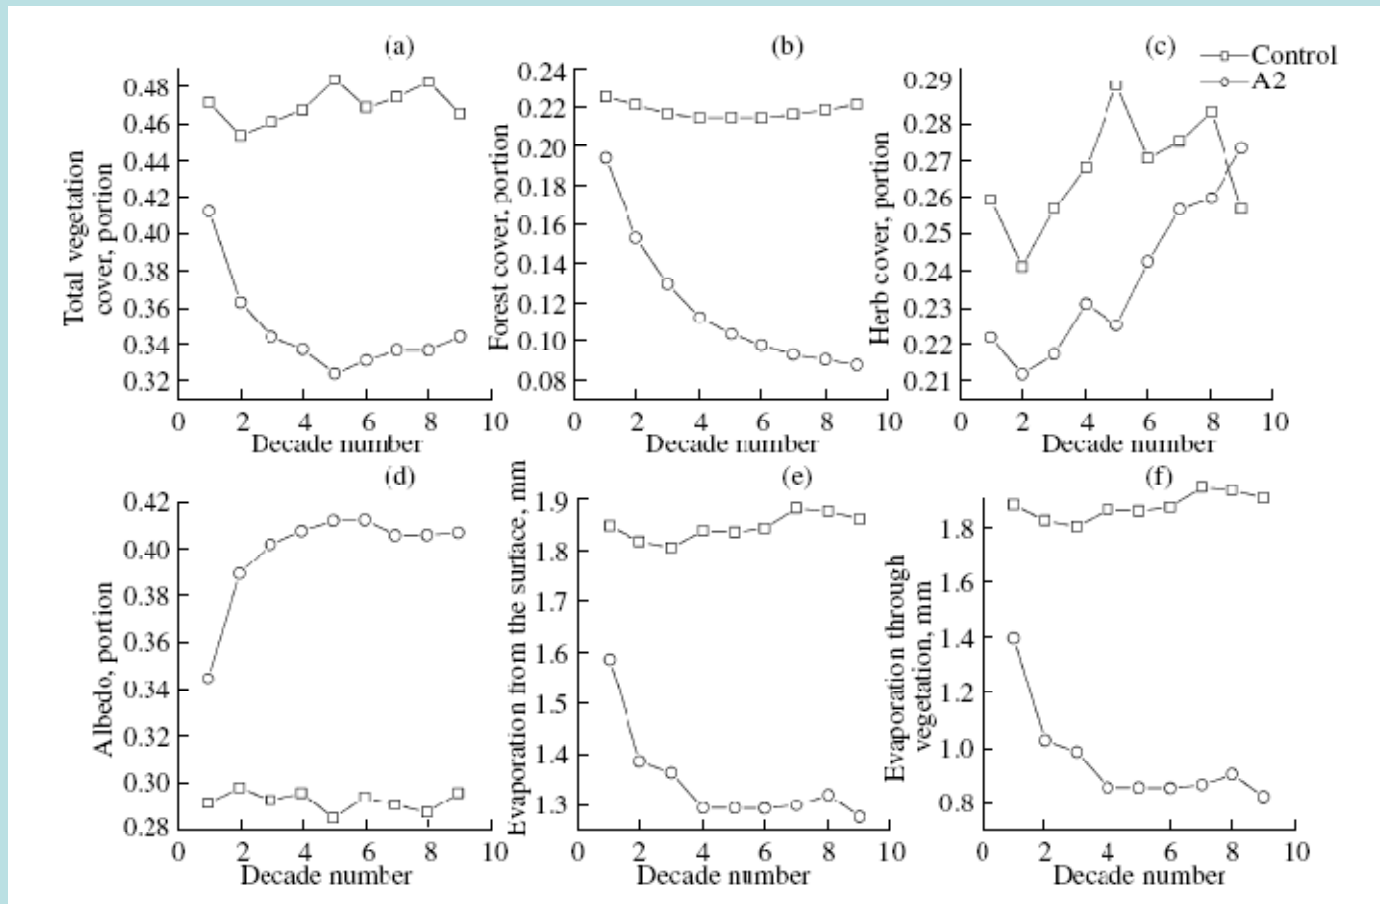 (a)
Total vegetation
cover, portion
0.48
0.46
0.44
0.42
0.40
0.38
0.36
0.34
0.32
0 2 4 6 8 10
Decade number
(b)
Forest cover, portion
0.24
0.22
0.20
0.18
0.16
0.14
0.12
0.10
0.08
0 2 4 6 8 10
Decade number
(c)
Control
A2
Herb cover, portion
0.29
0.28
0.27
0.26
0.25
0.24
0.23
0.22
0.21
0 2 4 6 8 10
Decade number
(d)
Albedo, portion
0.42
0.40
0.38
0.36
0.34
0.32
0.30
0.28
0 2 4 6 8 10
Decade number
(e)
Evaporation from the surface, mm
1.9
1.8
1.7
1.6
1.5
1.4
1.3
0 2 4 6 8 10
Decade number
(f)
Evaporation through
vegetation, mm
1.8
1.6
1.4
1.2
1.0
0.8
0 2 4 6 8 10
Decade number